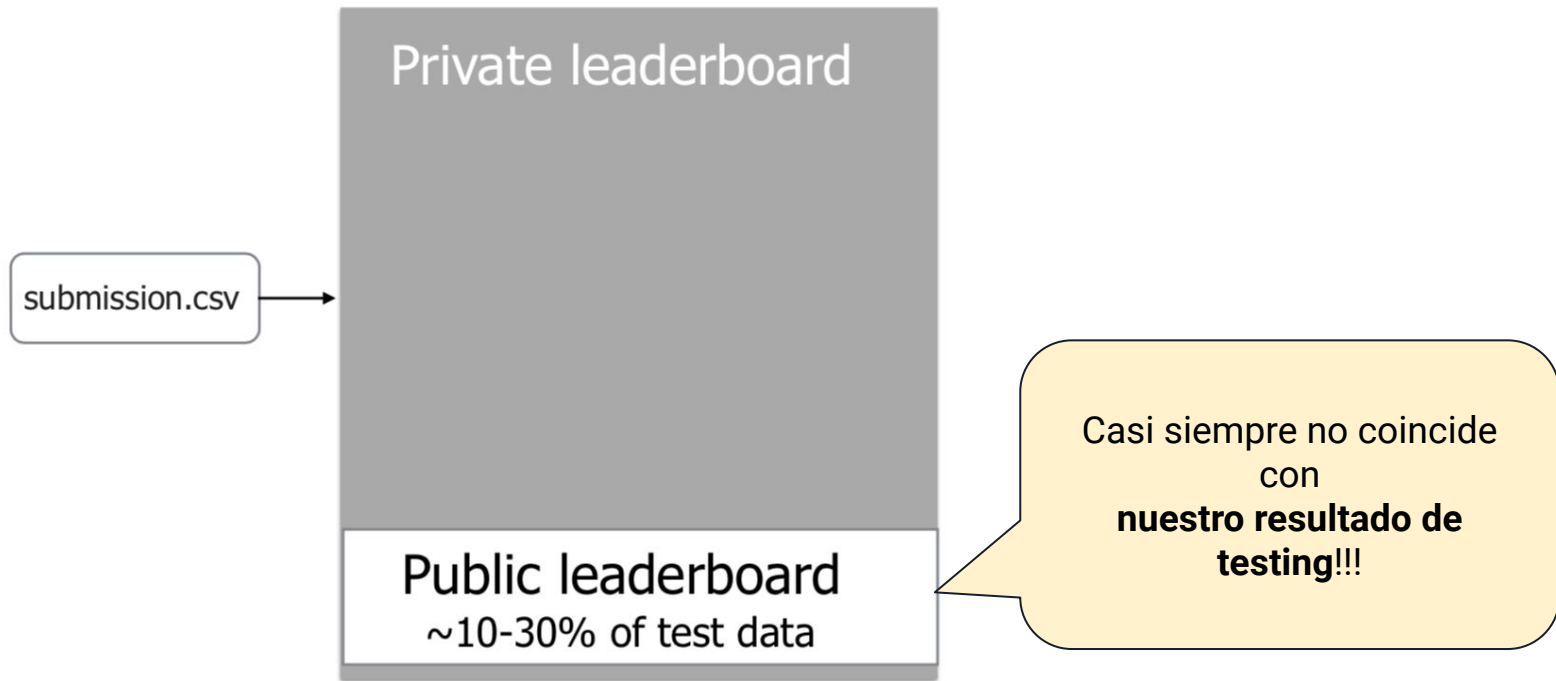 Private leaderboard
submission.csv
Casi siempre no coincide
con
nuestro resultado de
testing!!!
Public leaderboard
~10-30% of test data